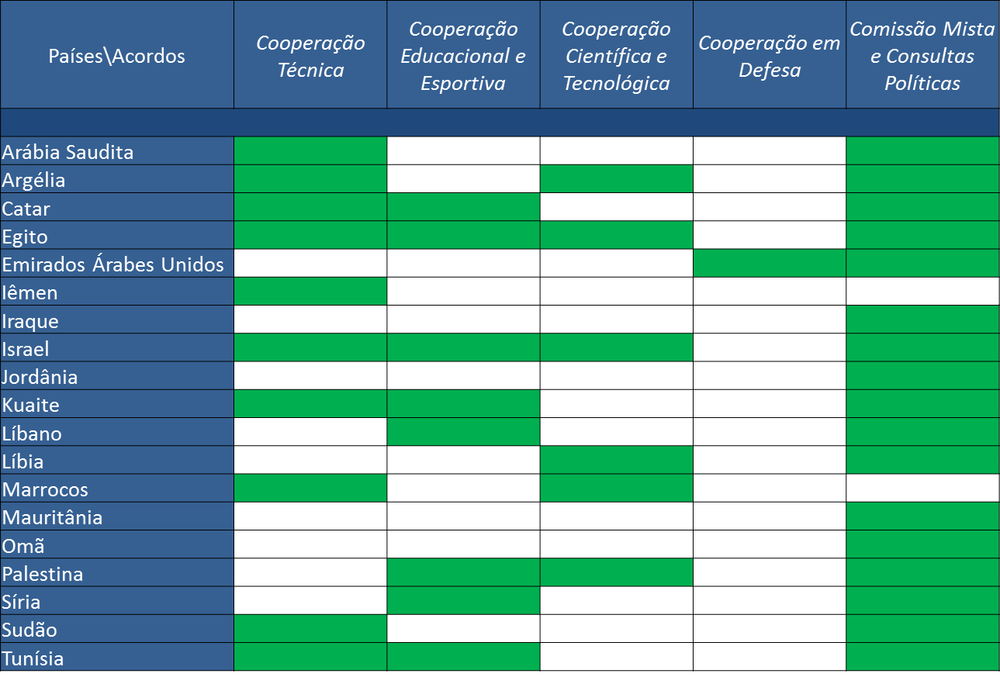 Países\Acordos
Cooperação
Técnica
Cooperação
Educacional e
Esportiva
Cooperação
Científica e
Tecnológica
Cooperação em
Defesa
Comissão Mista
e Consultas
Políticas
Arábia Saudita
Argélia
Catar
Egito
Emirados Árabes Unidos
Iêmen
Iraque
Israel
Jordânia
Kuaite
Líbano
Líbia
Marrocos
Mauritânia
Omã
Palestina
Síria
Sudão
Tunísia